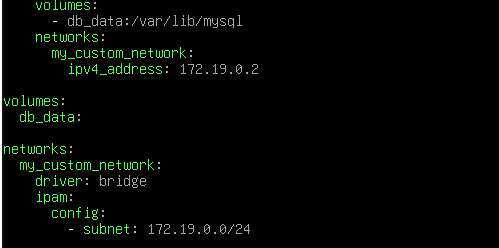 volumes:
      - db_data:/var/lib/mysql
    networks:
      my_custom_network:
        ipv4_address: 172.19.0.2

volumes:
  db_data:

networks:
  my_custom_network:
    driver: bridge
    ipam:
      config:
        - subnet: 172.19.0.0/24